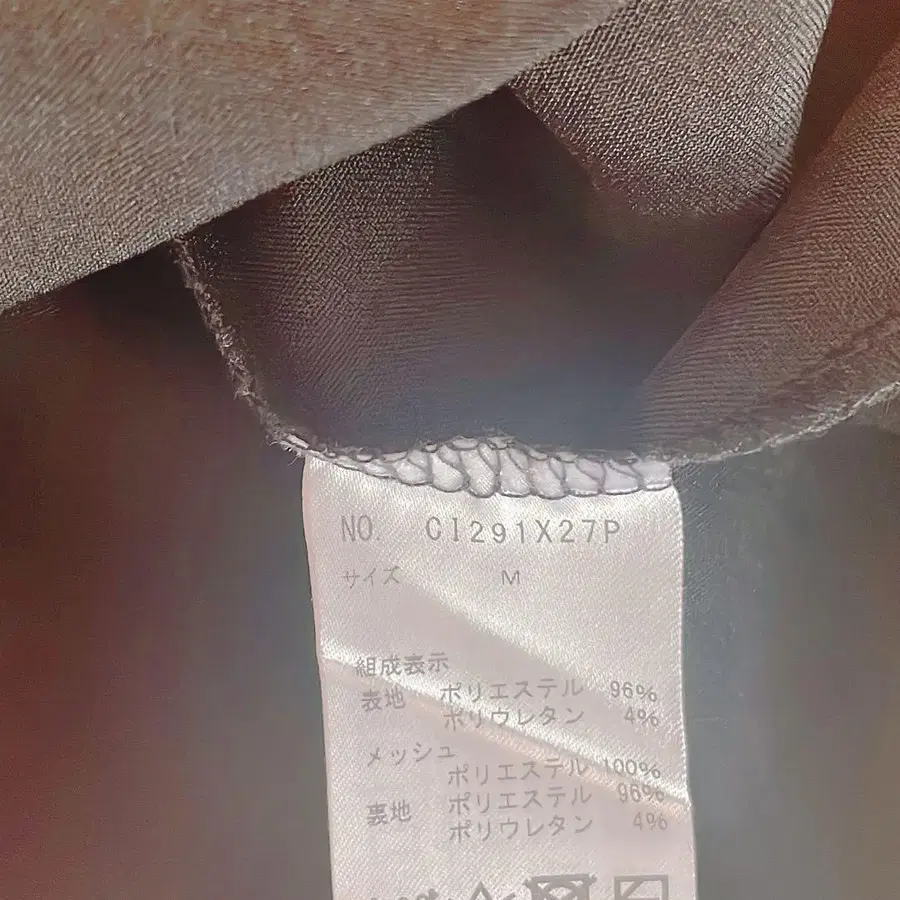 NO. CI291X27P
サイズ M
組成表示
表地 ポリエステル 96%
ポリウレタン 4%
メッシュ
ポリエステル 100%
裏地 ポリエステル 96%
ポリウレタン 4%